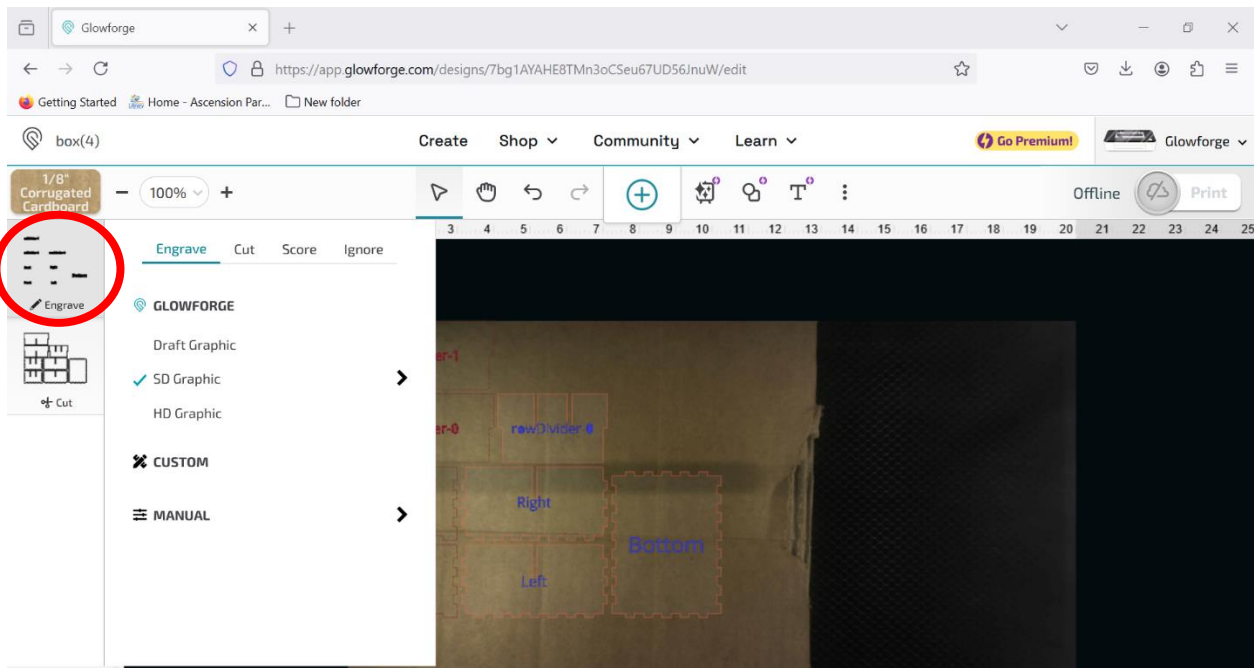 Glowforge
https://app.glowforge.com/designs/7bg1AYAHE8TMn3oCSeu67UD56JnuW/edit
Getting Started Home - Ascension Par... New folder
box(4) Create Shop Community Learn Go Premium! Glowforge
1/8"
Corrugated
Cardboard
100% Offline Print
3 4 5 6 7 8 9 10 11 12 13 14 15 16 17 18 19 20 21 22 23 24 25
Engrave Cut Score Ignore
Engrave
GLOWFORGE
Draft Graphic
SD Graphic
HD Graphic
Cut
CUSTOM
MANUAL
er-1
er-0 rowDivider
Right
Bottom
Left